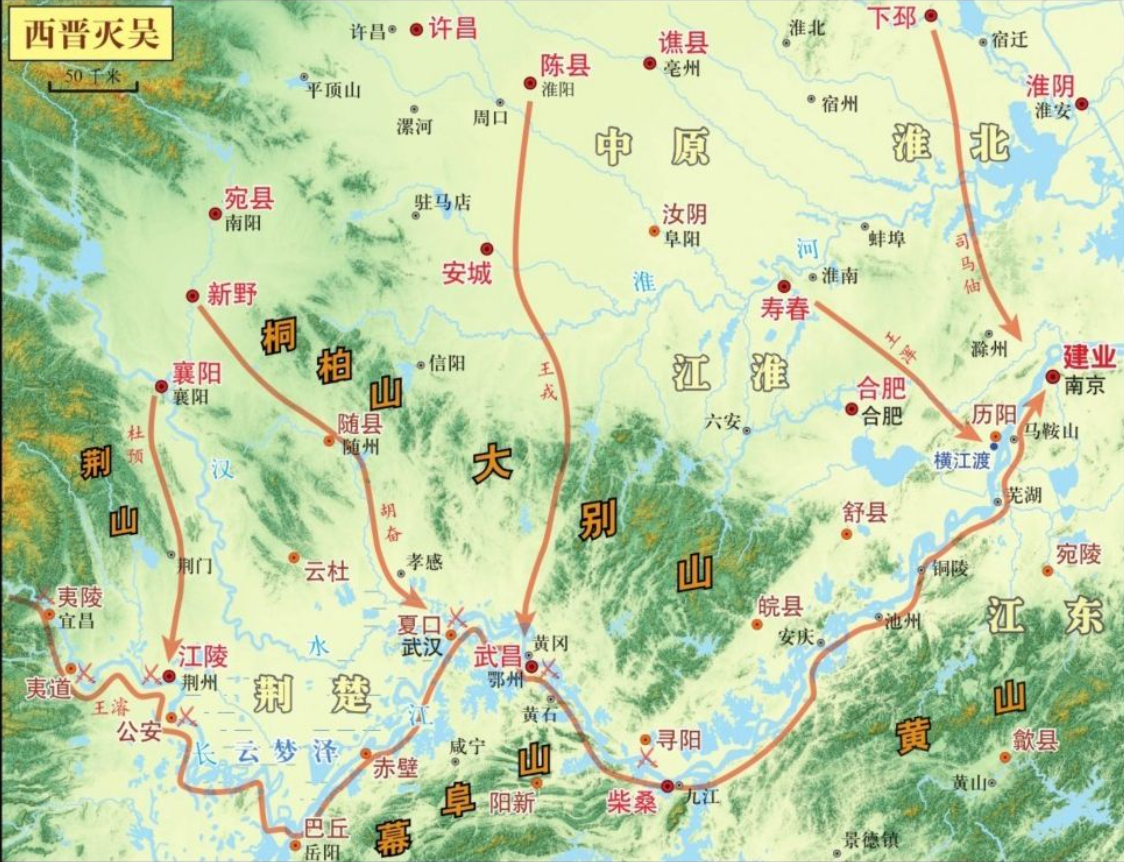 西晋灭吴
50 千米
许昌
许昌
平顶山
漯河
周口
陈县
淮阳
谯县
亳州
淮北
宿州
下邳
宿迁
淮阴
淮安
中原
淮北
宛县
南阳
驻马店
安城
汝阴
阜阳
蚌埠
河
淮
淮南
寿春
司马伷
新野
桐柏山
信阳
王戎
江淮
王浑
滁州
建业
南京
襄阳
襄阳
杜预
荆山
汉
随县
随州
大别山
六安
合肥
合肥
历阳
马鞍山
横江渡
芜湖
胡奋
荆门
云杜
孝感
舒县
铜陵
宛陵
夷陵
宜昌
夏口
武汉
水
黄冈
武昌
鄂州
皖县
安庆
池州
江东
夷道
王濬
江陵
荆州
荆楚
公安
长
云梦泽
江
赤壁
咸宁
黄石
寻阳
柴桑
九江
黄山
歙县
黄山
巴丘
岳阳
幕阜山
阳新
景德镇